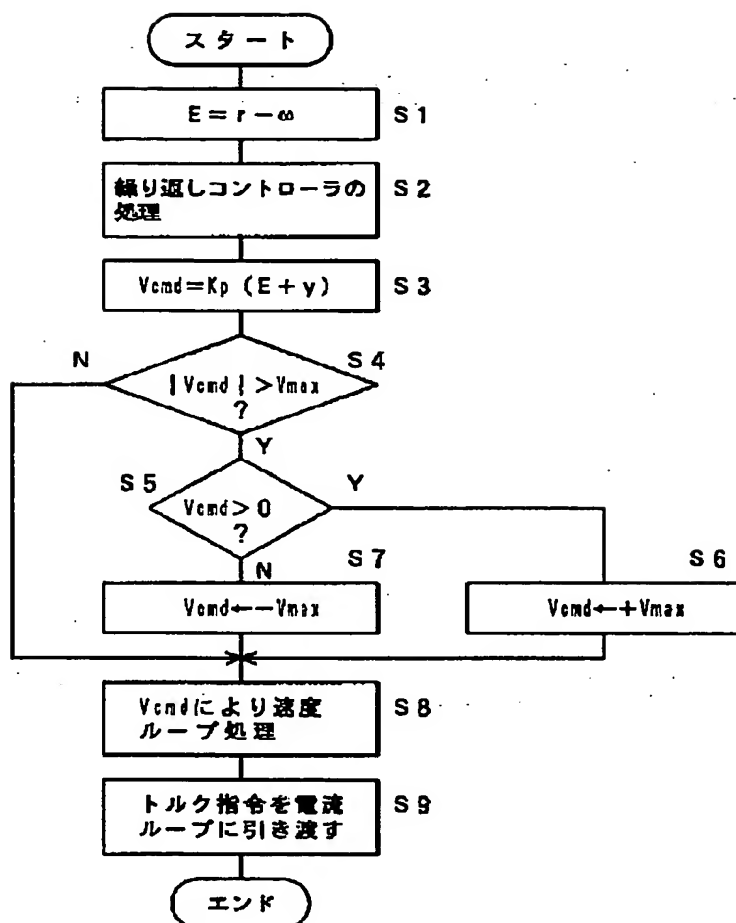 スタート
E=r-ω
S1
繰り返しコントローラの
処理
S2
Vcmd=Kp (E+y)
S3
N
S4
|Vcmd|>Vmax
?
Y
S5
Vcmd>0
?
Y
N
S7
S6
Vcmd←-Vmax
Vcmd←+Vmax
Vcmdにより速度
ループ処理
S8
トルク指令を電流
ループに引き渡す
S9
エンド